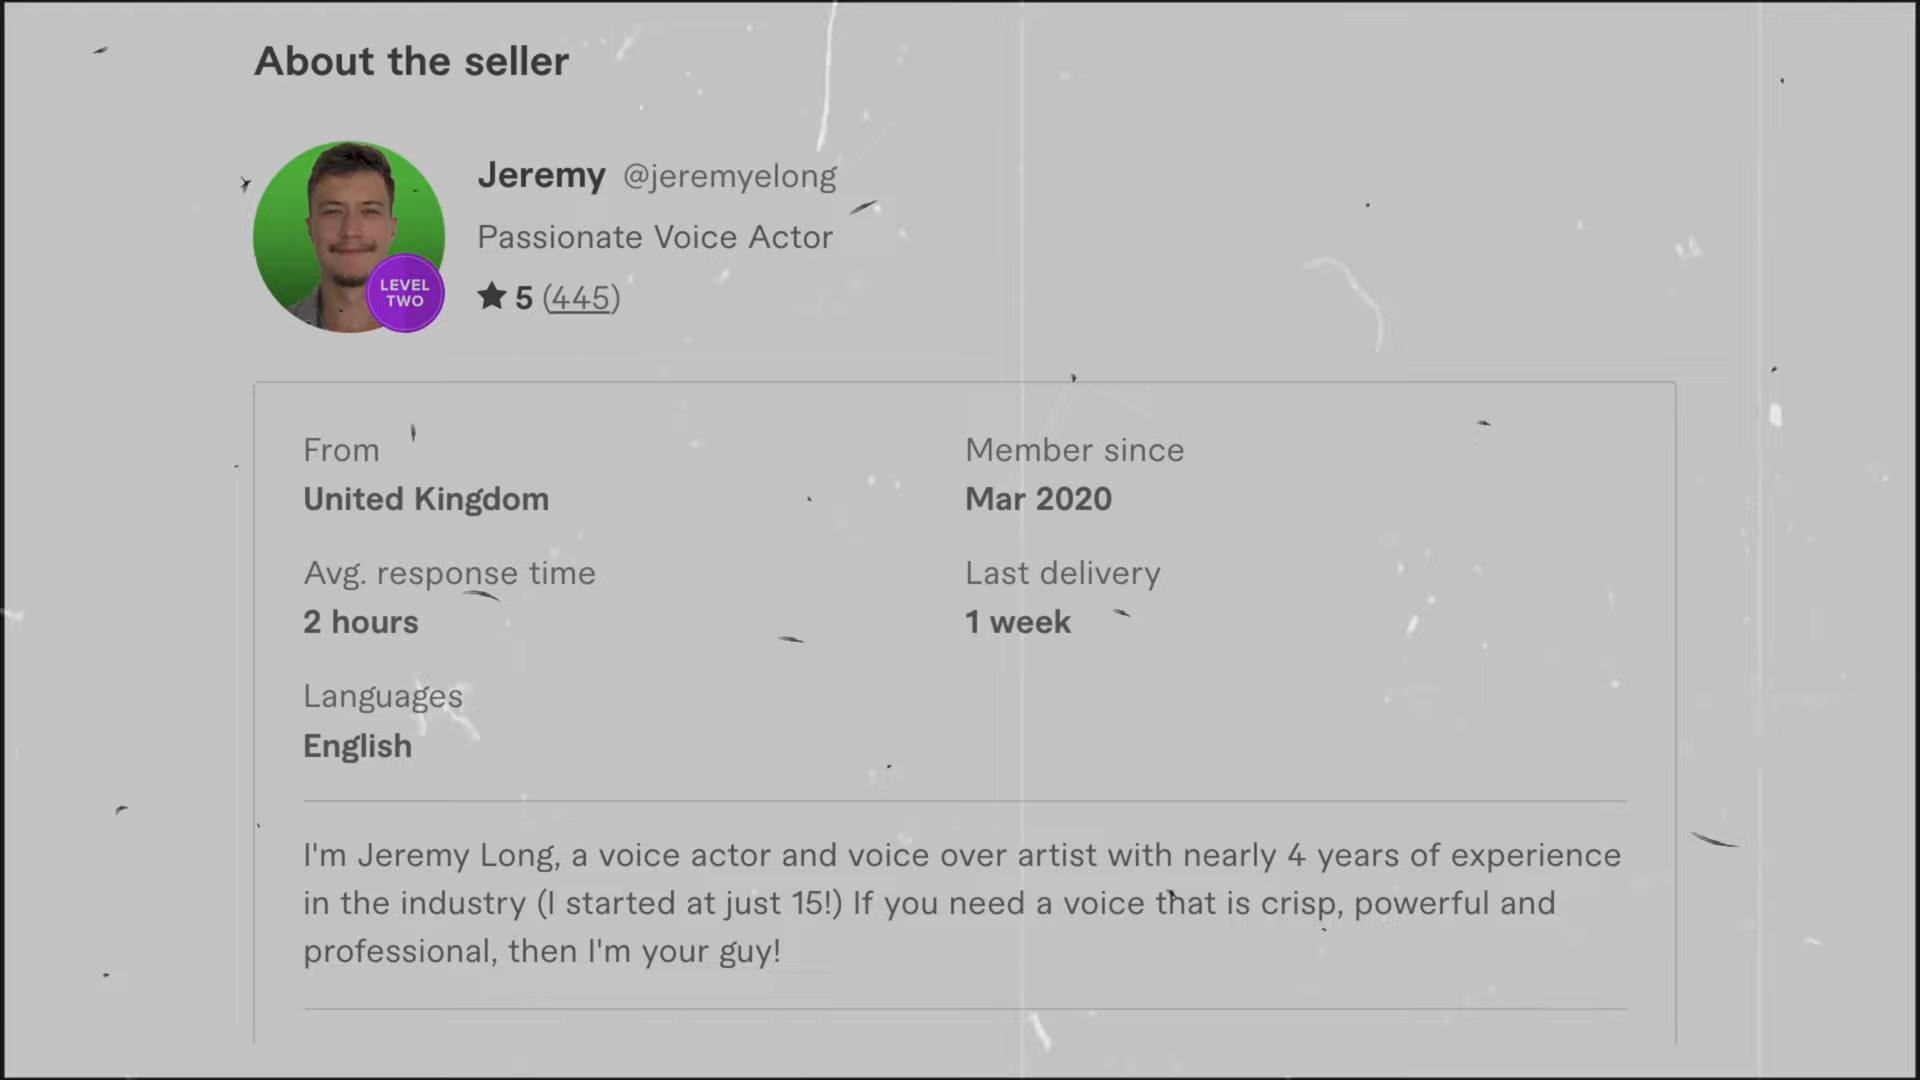 About the seller
Jeremy @jeremyelong
Passionate Voice Actor
LEVEL
TWO
★ 5 (445)
From
United Kingdom
Member since
Mar 2020
Avg. response time
2 hours
Last delivery
1 week
Languages
English
I'm Jeremy Long, a voice actor and voice over artist with nearly 4 years of experience
in the industry (I started at just 15!) If you need a voice that is crisp, powerful and
professional, then I'm your guy!